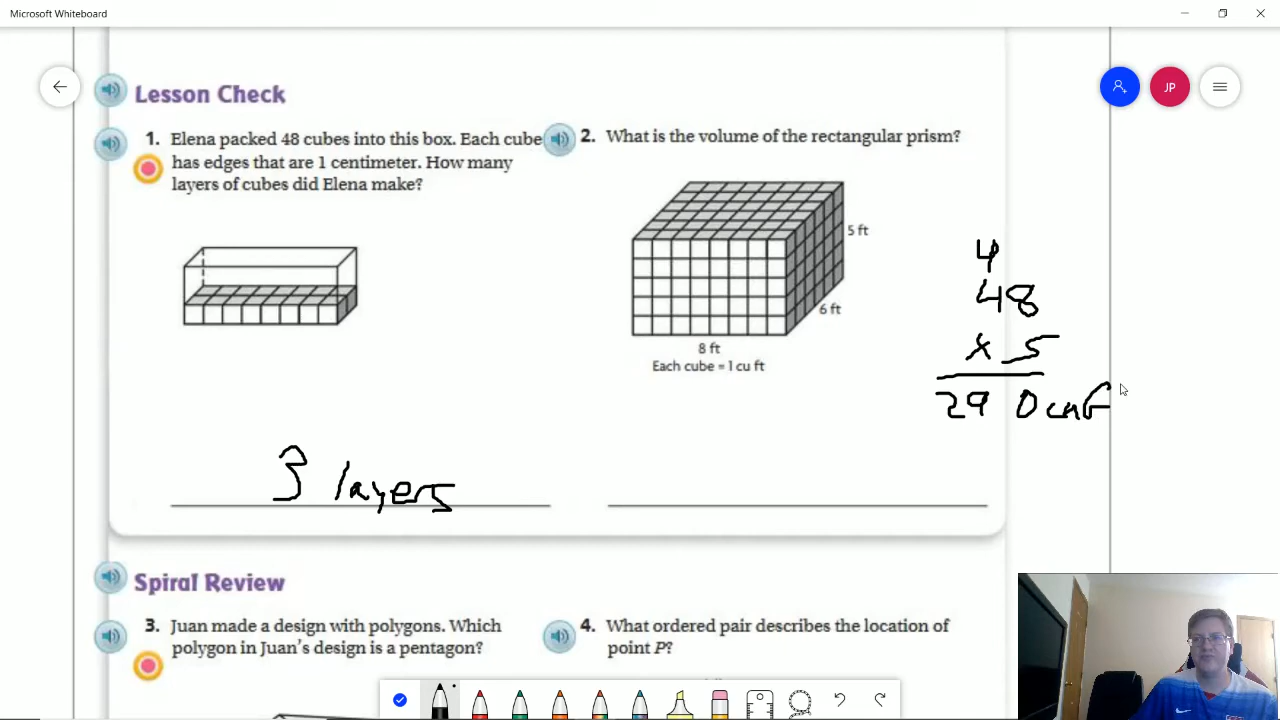 Microsoft Whiteboard
JP
Lesson Check
1. Elena packed 48 cubes into this box. Each cube
has edges that are 1 centimeter. How many
layers of cubes did Elena make?
3 layers
2. What is the volume of the rectangular prism?
5 ft
6 ft
8 ft
Each cube = 1 cu ft
4
48
x 5
290 cu f
Spiral Review
3. Juan made a design with polygons. Which
polygon in Juan's design is a pentagon?
4. What ordered pair describes the location of
point P?